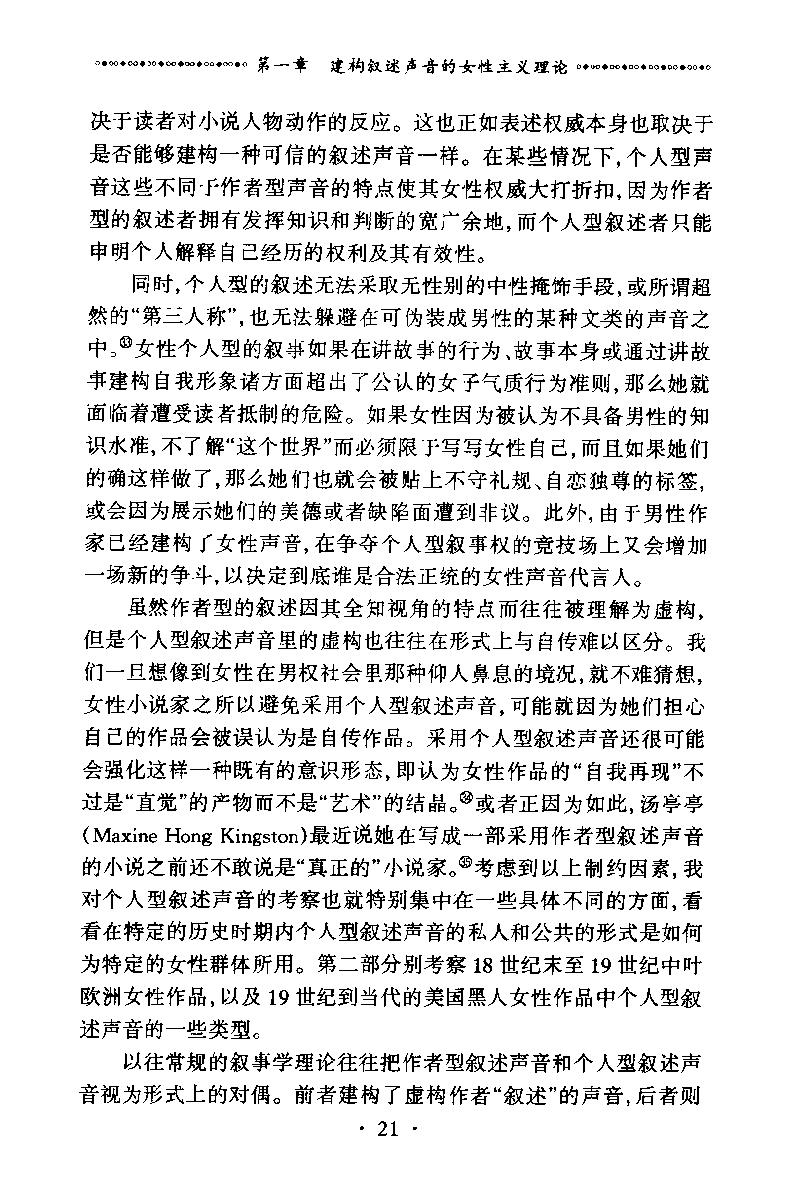 第一章 建构叙述声音的女性主义理论
决于读者对小说人物动作的反应。这也正如表述权威本身也取决于
是否能够建构一种可信的叙述声音一样。在某些情况下,个人型声
音这些不同于作者型声音的特点使其女性权威大打折扣,因为作者
型的叙述者拥有发挥知识和判断的宽广余地,而个人型叙述者只能
申明个人解释自己经历的权利及其有效性。
同时,个人型的叙述无法采取无性别的中性掩饰手段,或所谓超
然的“第三人称”,也无法躲避在可伪装成男性的某种文类的声音之
中。㉝女性个人型的叙事如果在讲故事的行为、故事本身或通过讲故
事建构自我形象诸方面超出了公认的女子气质行为准则,那么她就
面临着遭受读者抵制的危险。如果女性因为被认为不具备男性的知
识水准,不了解“这个世界”而必须限于写写女性自己,而且如果她们
的确这样做了,那么她们也就会被贴上不守礼规、自恋独尊的标签,
或会因为展示她们的美德或者缺陷面遭到非议。此外,由于男性作
家已经建构了女性声音,在争夺个人型叙事权的竞技场上又会增加
一场新的争斗,以决定到底谁是合法正统的女性声音代言人。
虽然作者型的叙述因其全知视角的特点而往往被理解为虚构,
但是个人型叙述声音里的虚构也往往在形式上与自传难以区分。我
们一旦想像到女性在男权社会里那种仰人鼻息的境况,就不难猜想,
女性小说家之所以避免采用个人型叙述声音,可能就因为她们担心
自己的作品会被误认为是自传作品。采用个人型叙述声音还很可能
会强化这样一种既有的意识形态,即认为女性作品的“自我再现”不
过是“直觉”的产物而不是“艺术”的结晶。㉞或者正因为如此,汤亭亭
(Maxine Hong Kingston)最近说她在写成一部采用作者型叙述声音
的小说之前还不敢说是“真正的”小说家。㉟考虑到以上制约因素,我
对个人型叙述声音的考察也就特别集中在一些具体不同的方面,看
看在特定的历史时期内个人型叙述声音的私人和公共的形式是如何
为特定的女性群体所用。第二部分别考察 18 世纪末至 19 世纪中叶
欧洲女性作品,以及 19 世纪到当代的美国黑人女性作品中个人型叙
述声音的一些类型。
以往常规的叙事学理论往往把作者型叙述声音和个人型叙述声
音视为形式上的对偶。前者建构了虚构作者“叙述”的声音,后者则
· 21 ·